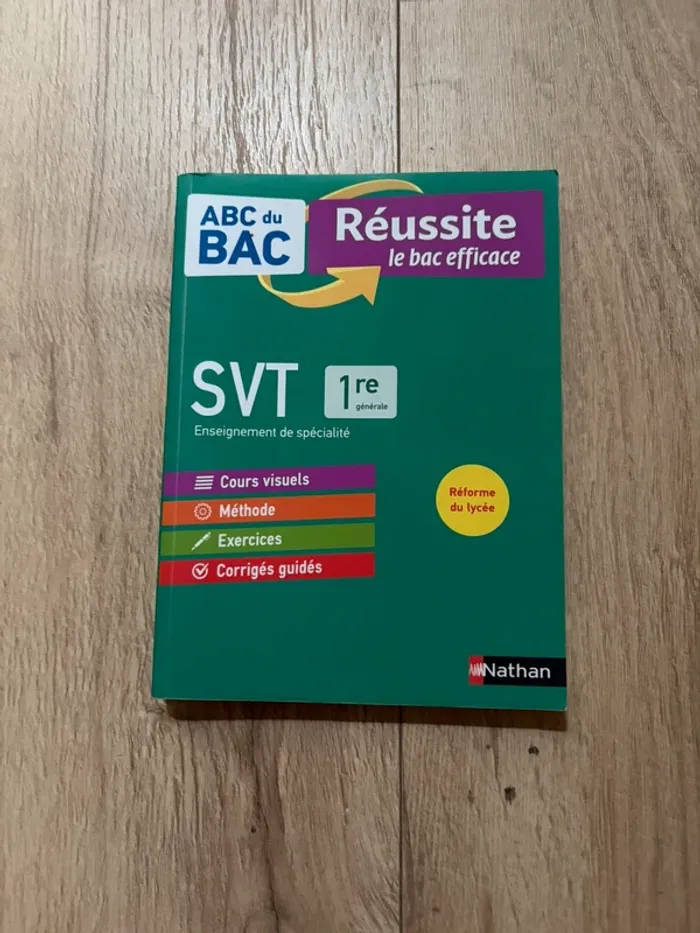 ABC du
BAC
Réussite
le bac efficace
SVT
1re
générale
Enseignement de spécialité
Cours visuels
Méthode
Exercices
Corrigés guidés
Réforme
du lycée
Nathan